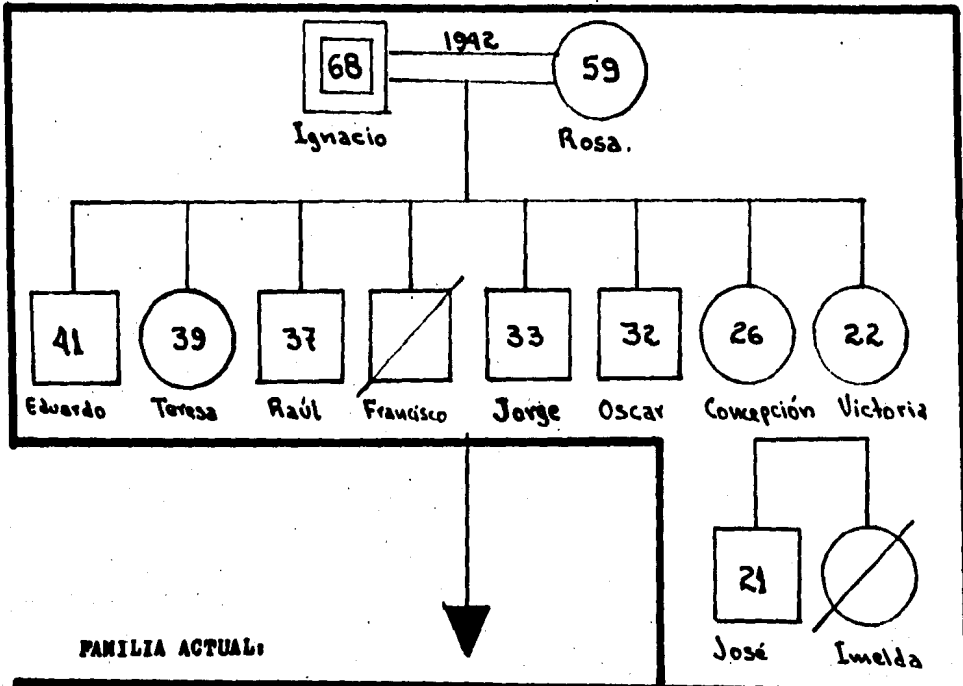 1942
68 59
Ignacio Rosa.
41 39 37 33 32 26 22
Eduardo Teresa Raúl Francisco Jorge Oscar Concepción Victoria
21
José Imelda
FAMILIA ACTUAL: